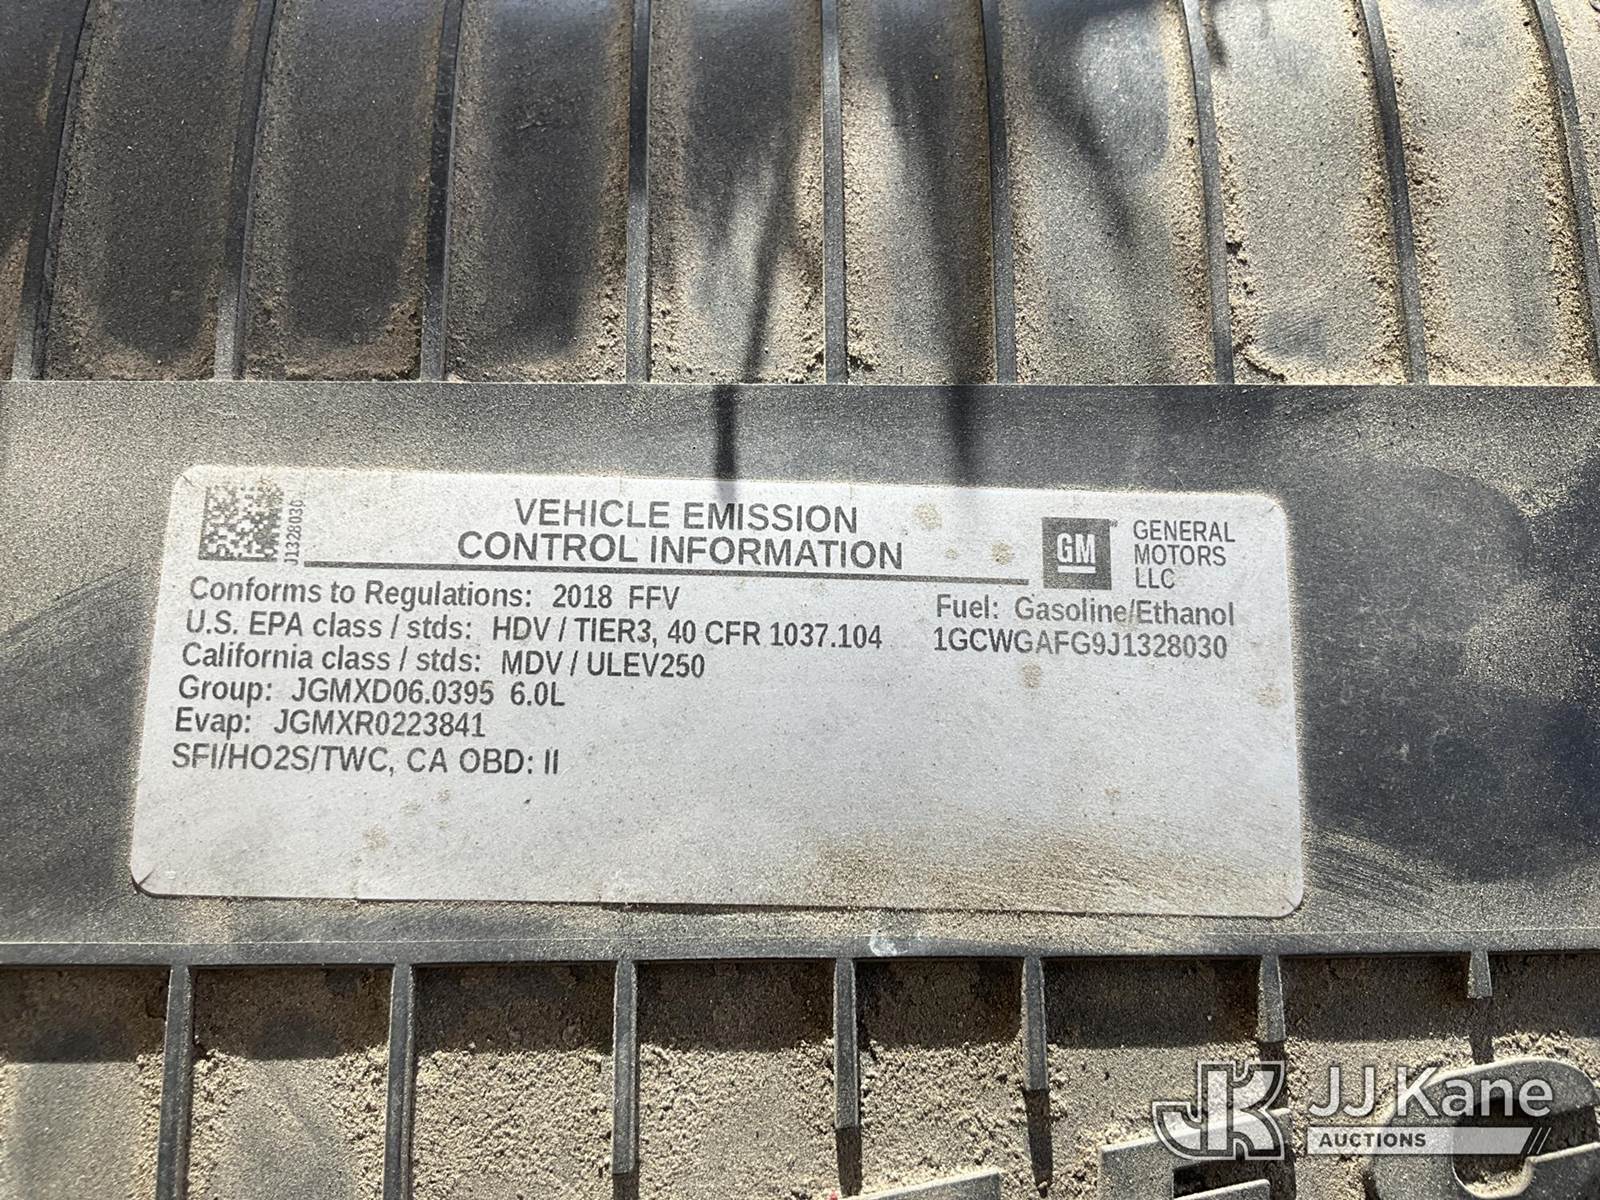 J1328030
VEHICLE EMISSION
CONTROL INFORMATION
GM
GENERAL
MOTORS
LLC
Conforms to Regulations: 2018 FFV
Fuel: Gasoline/Ethanol
U.S. EPA class / stds: HDV / TIER3, 40 CFR 1037.104
1GCWGAFG9J1328030
California class / stds: MDV / ULEV250
Group: JGMXD06.0395 6.0L
Evap: JGMXR0223841
SFI/HO2S/TWC, CA OBD: II
JK JJ Kane
AUCTIONS